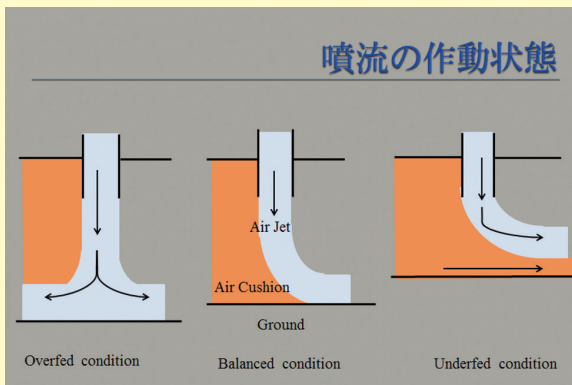 噴流の作動状態
Air Jet
Air Cushion
Ground
Overfed condition
Balanced condition
Underfed condition